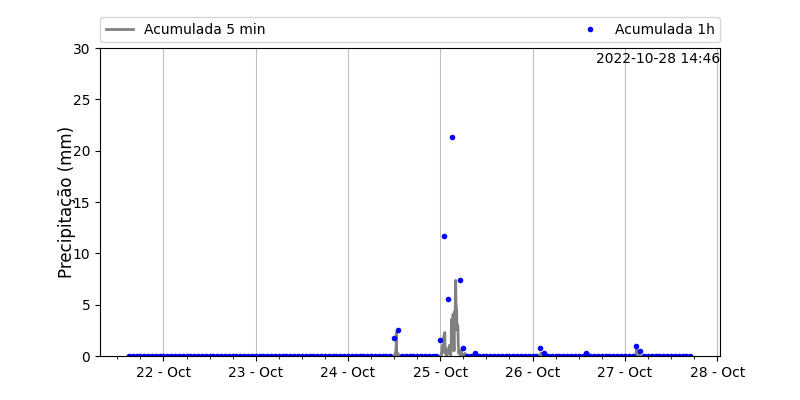 Acumulada 5 min Acumulada 1h
2022-10-28 14:46
Precipitação (mm)
30
25
20
15
10
5
0
22 - Oct 23 - Oct 24 - Oct 25 - Oct 26 - Oct 27 - Oct 28 - Oct